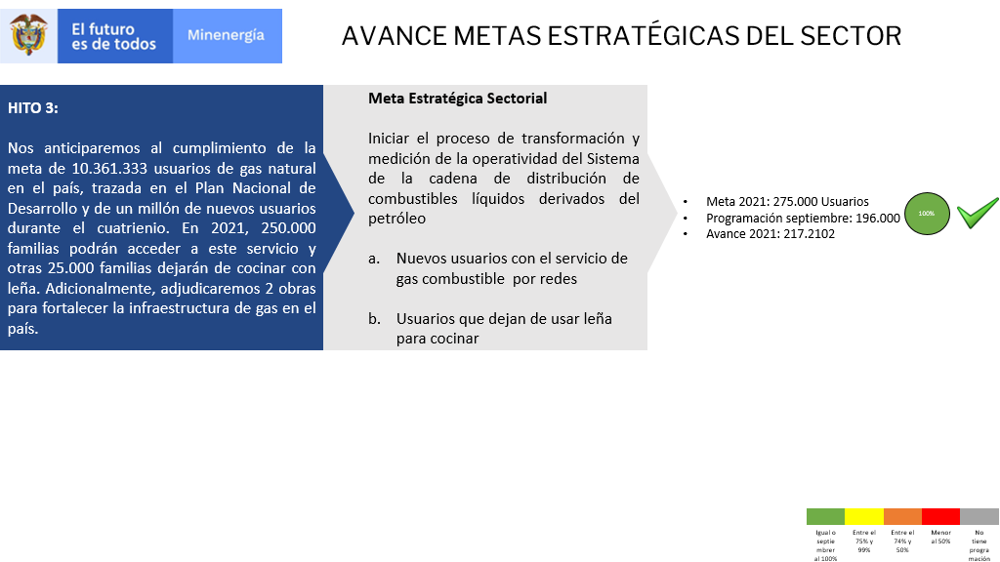 El futuro
es de todos
Minenergía
AVANCE METAS ESTRATÉGICAS DEL SECTOR
HITO 3:
Nos anticiparemos al cumplimiento de la
meta de 10.361.333 usuarios de gas natural
en el país, trazada en el Plan Nacional de
Desarrollo y de un millón de nuevos usuarios
durante el cuatrienio. En 2021, 250.000
familias podrán acceder a este servicio y
otras 25.000 familias dejarán de cocinar con
leña. Adicionalmente, adjudicaremos 2 obras
para fortalecer la infraestructura de gas en el
país.
Meta Estratégica Sectorial
Iniciar el proceso de transformación y
medición de la operatividad del Sistema
de la cadena de distribución de
combustibles líquidos derivados del
petróleo
a. Nuevos usuarios con el servicio de
gas combustible por redes
b. Usuarios que dejan de usar leña
para cocinar
• Meta 2021: 275.000 Usuarios
• Programación septiembre: 196.000
• Avance 2021: 217.2102
100%
Igual o
septie
mbrer
al 100%
Entre el
75% y
99%
Entre el
74% y
50%
Menor
al 50%
No
tiene
progra
mación